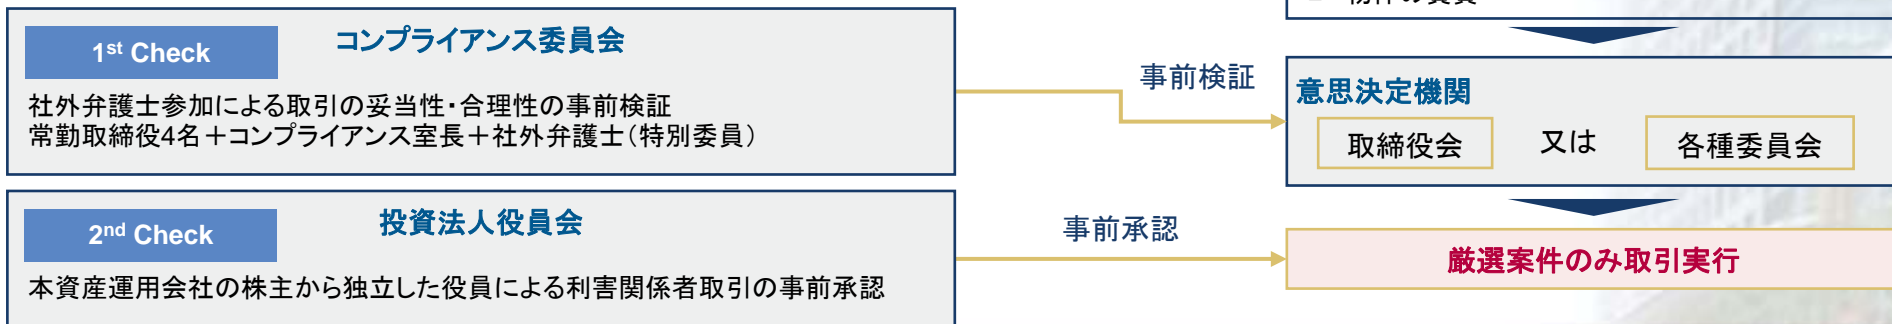 1st Check
コンプライアンス委員会
社外弁護士参加による取引の妥当性・合理性の事前検証
常勤取締役4名＋コンプライアンス室長＋社外弁護士（特別委員）
事前検証
意思決定機関
取締役会
又は
各種委員会
2nd Check
投資法人役員会
本資産運用会社の株主から独立した役員による利害関係者取引の事前承認
事前承認
厳選案件のみ取引実行